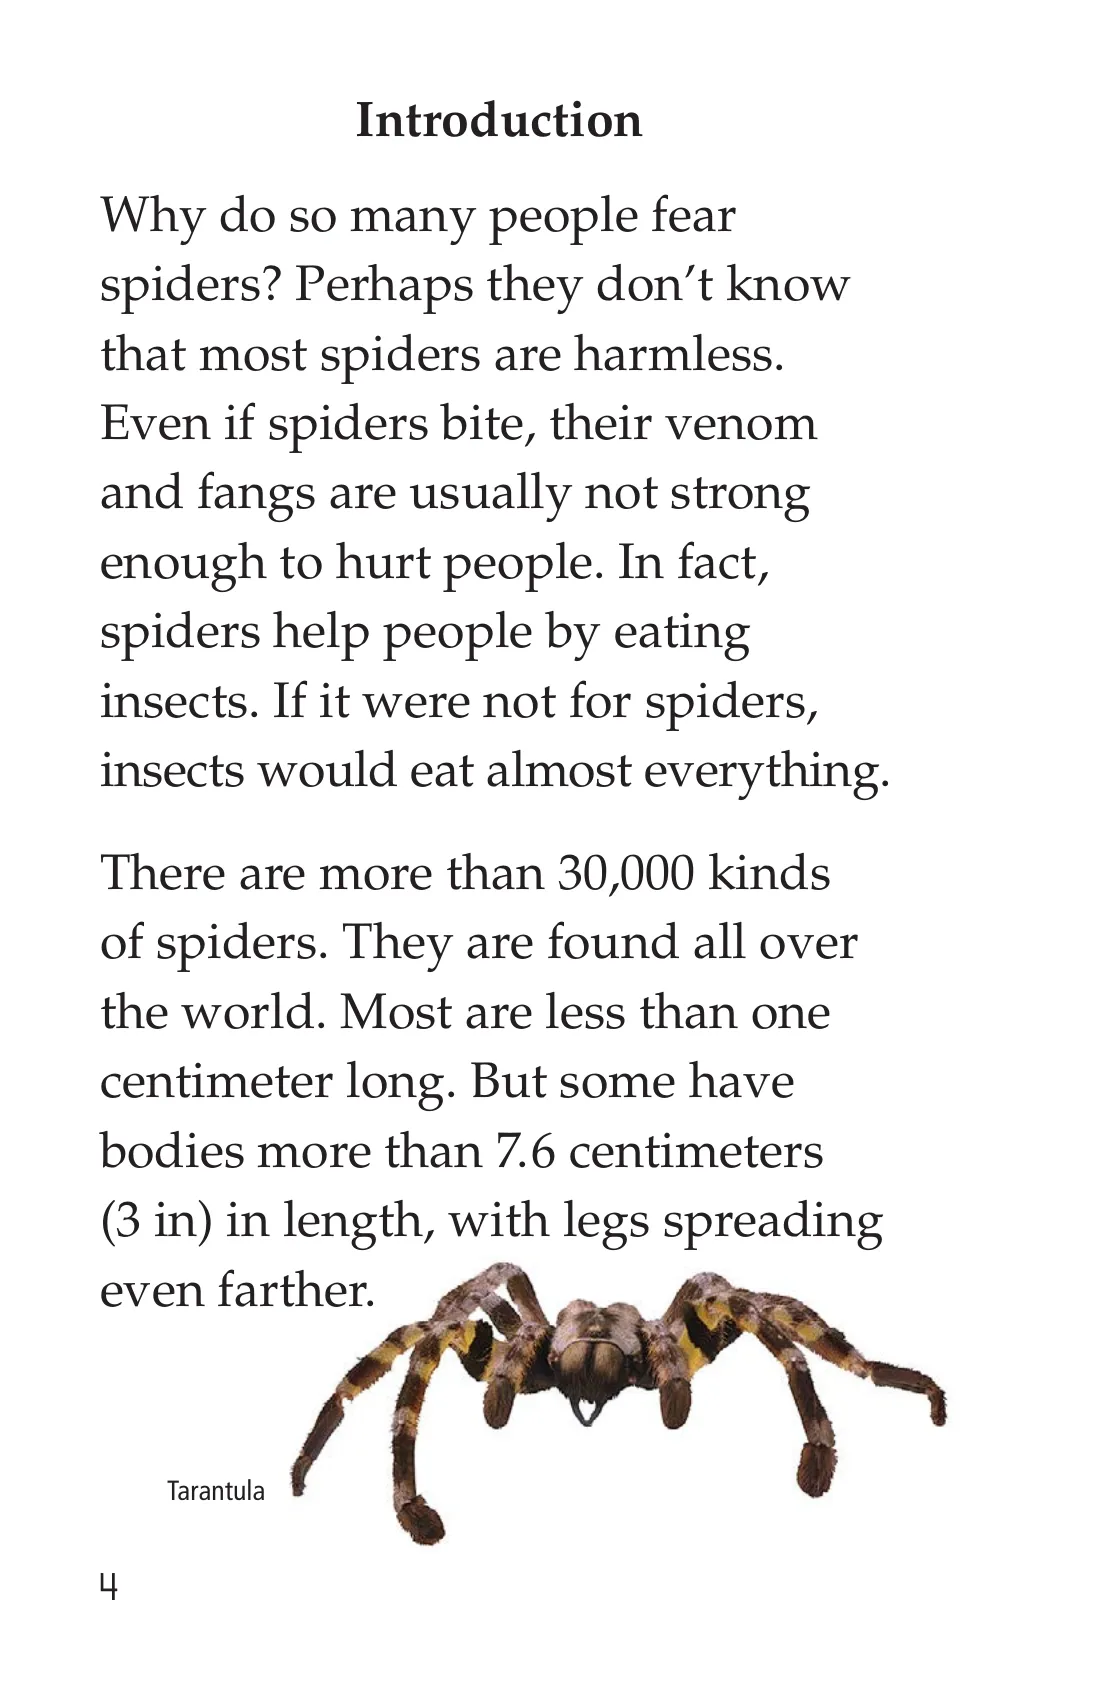 Introduction
Why do so many people fear
spiders? Perhaps they don’t know
that most spiders are harmless.
Even if spiders bite, their venom
and fangs are usually not strong
enough to hurt people. In fact,
spiders help people by eating
insects. If it were not for spiders,
insects would eat almost everything.
There are more than 30,000 kinds
of spiders. They are found all over
the world. Most are less than one
centimeter long. But some have
bodies more than 7.6 centimeters
(3 in) in length, with legs spreading
even farther.
Tarantula
4